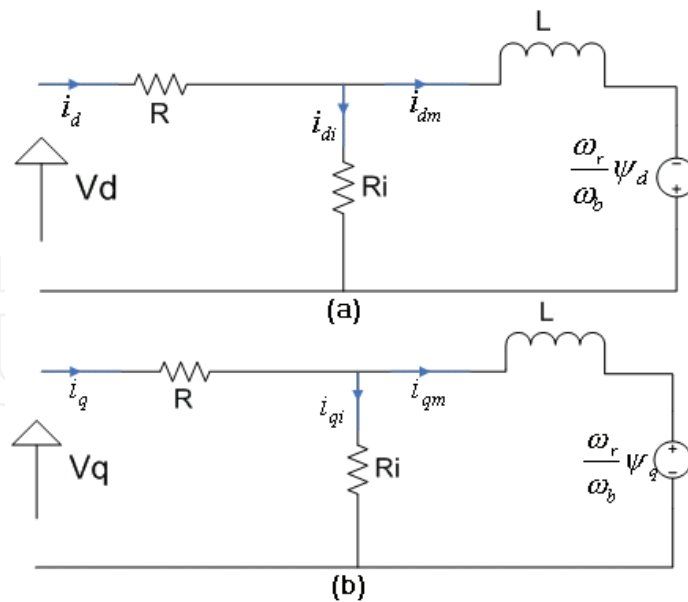 L
i_d
R
i_di
i_dm
Vd
Ri
ω_r/ω_b ψ_d
- +
(a)
L
i_q
R
i_qi
i_qm
Vq
Ri
ω_r/ω_b ψ_q
+ -
(b)